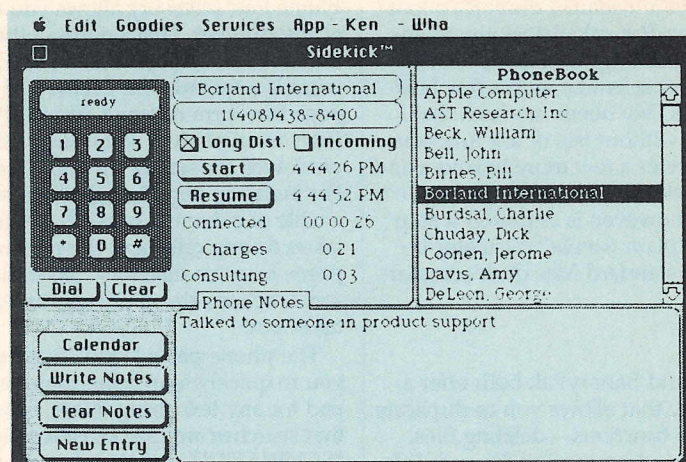 Edit Goodies Services App - Ken - Wha
Sidekick™
ready
1 2 3
4 5 6
7 8 9
* 0 #
Dial Clear
Borland International
1(408)438-8400
Long Dist. Incoming
Start 4 44 26 PM
Resume 4 44 52 PM
Connected 00 00 26
Charges 0 21
Consulting 0 03
PhoneBook
Apple Computer
AST Research Inc
Beck, William
Bell, John
Birnes, Bill
Borland International
Burdsal, Charlie
Chuday, Dick
Coonen, Jerome
Davis, Amy
DeLeon, George
Phone Notes
Talked to someone in product support
Calendar
Write Notes
Clear Notes
New Entry